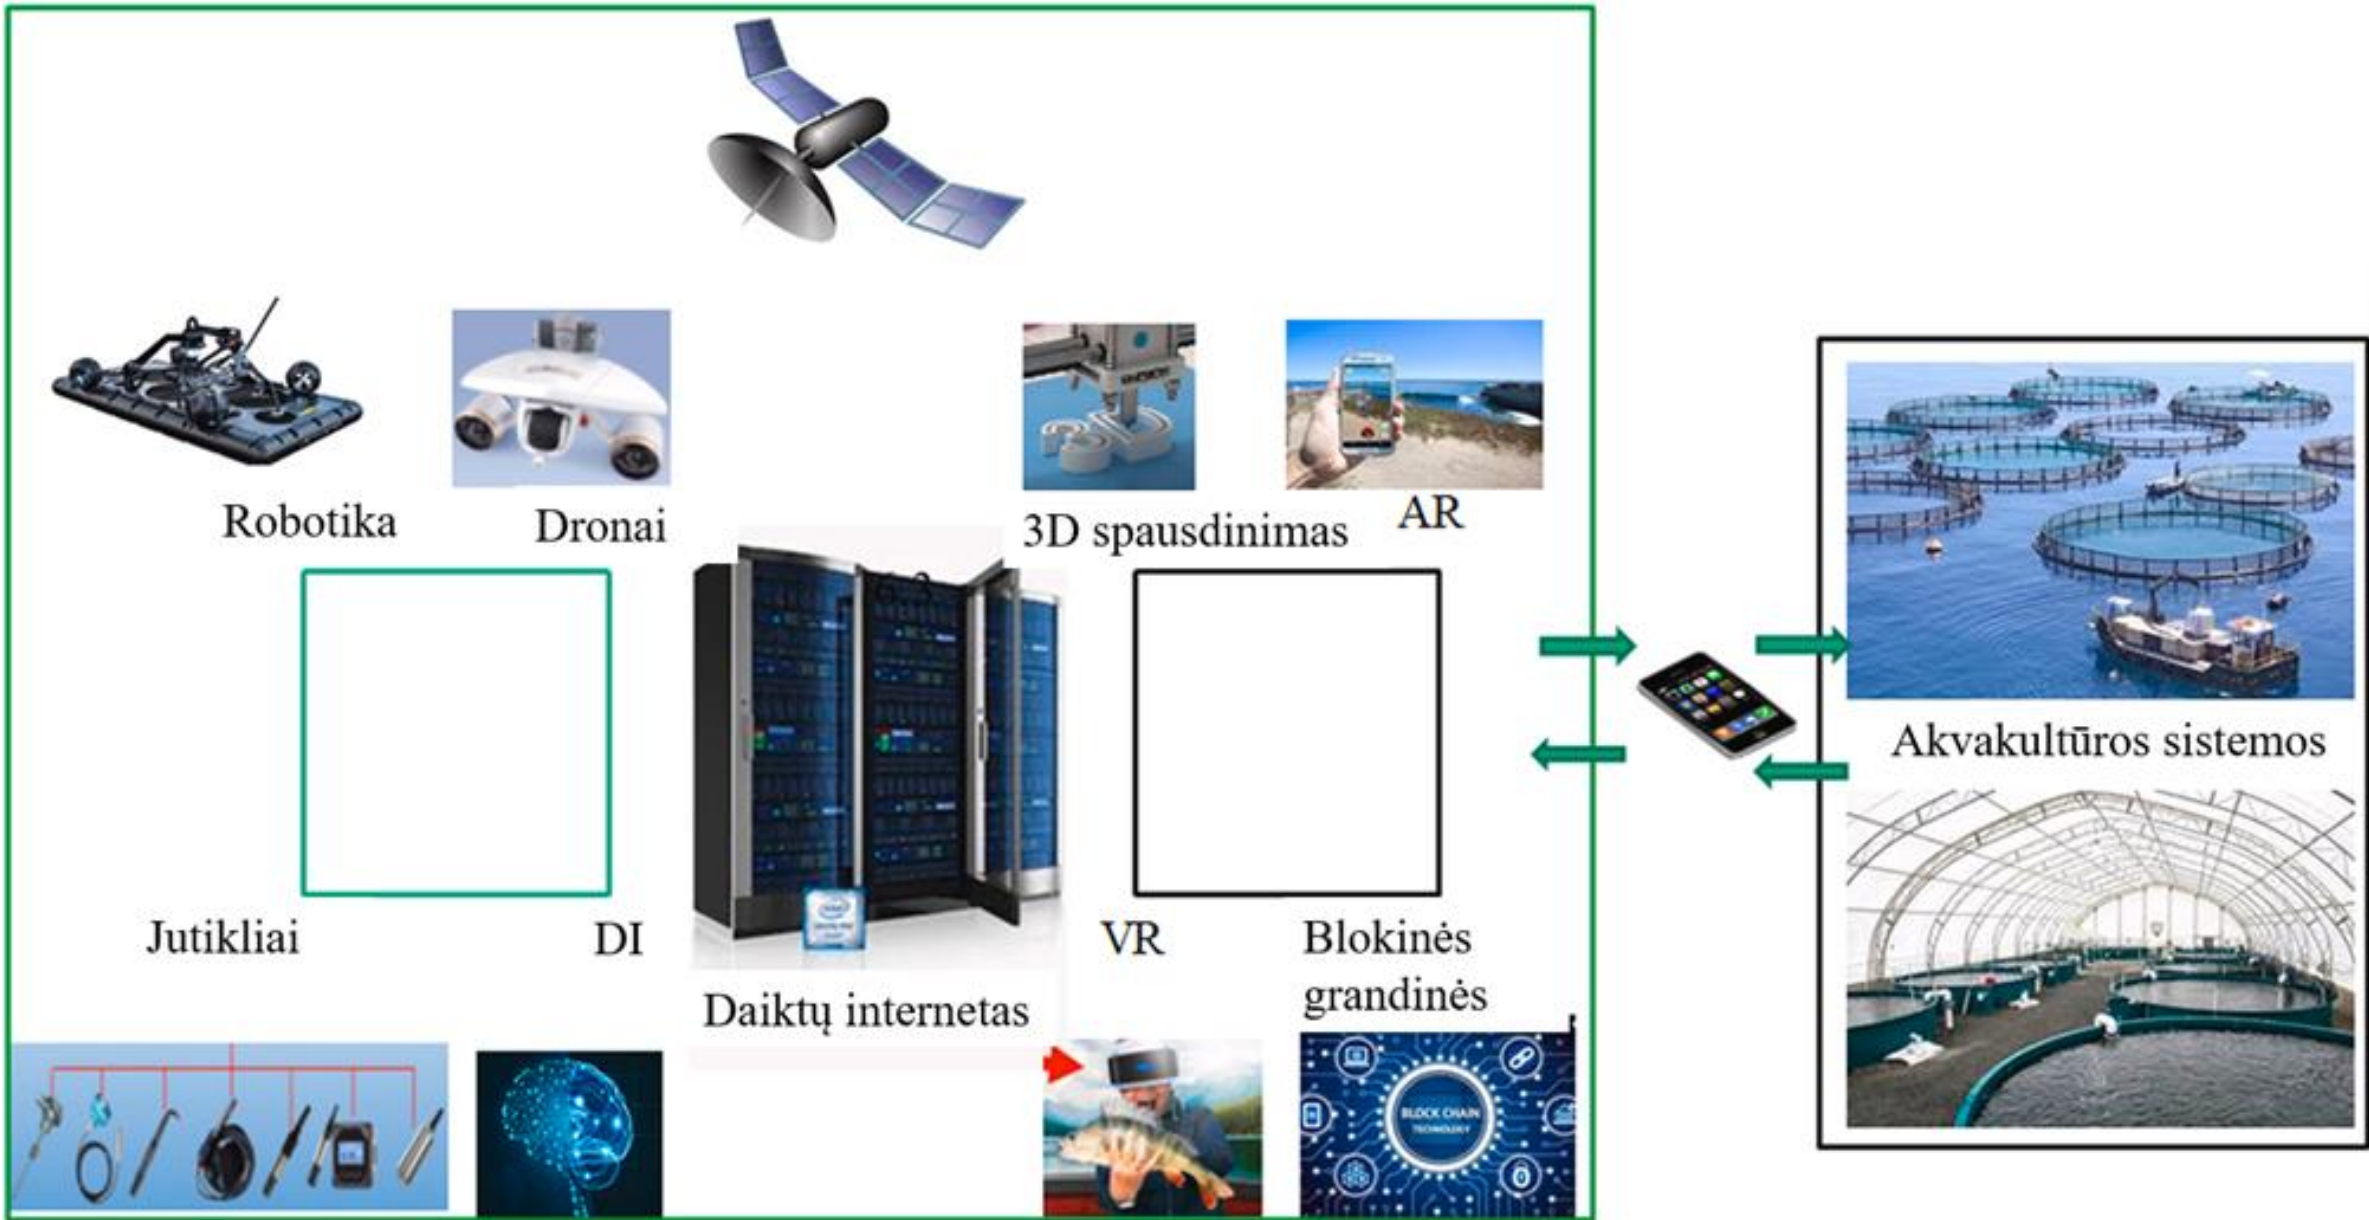 Robotika
Dronai
3D spausdinimas
AR
Akvakultūros sistemos
Jutikliai
DI
VR
Blokinės
grandinės
Daiktų internetas
BLOCK CHAIN
TECHNOLOGY